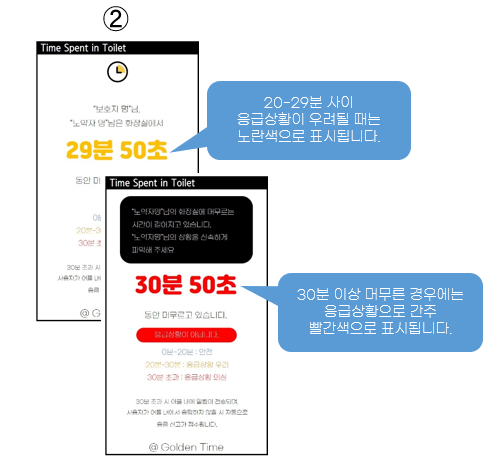 ②
Time Spent in Toilet
"보호자 명"님,
"노약자 명"님은 화장실에서
29분 50초
동안 머
20분-3
30분 초
30분 초과 시
사용자가 어플 내
@ G
20-29분 사이
응급상황이 우려될 때는
노란색으로 표시됩니다.
Time Spent in Toilet
"노약자명"님의 화장실에 머무르는
시간이 길어지고 있습니다.
"노약자명"님의 상황을 신속하게
파악해 주세요
30분 50초
동안 머무르고 있습니다.
응급상황이 의심됩니다.
0분-20분 : 안전
20분-30분 : 응급상황 우려
30분 초과 : 응급상황 의심
30분 초과 시 어플 내에 알람이 전송되며,
사용자가 어플 내에서 응답하지 않을 시 자동으로
응급 신고가 접수됩니다.
@ Golden Time
30분 이상 머무른 경우에는
응급상황으로 간주
빨간색으로 표시됩니다.